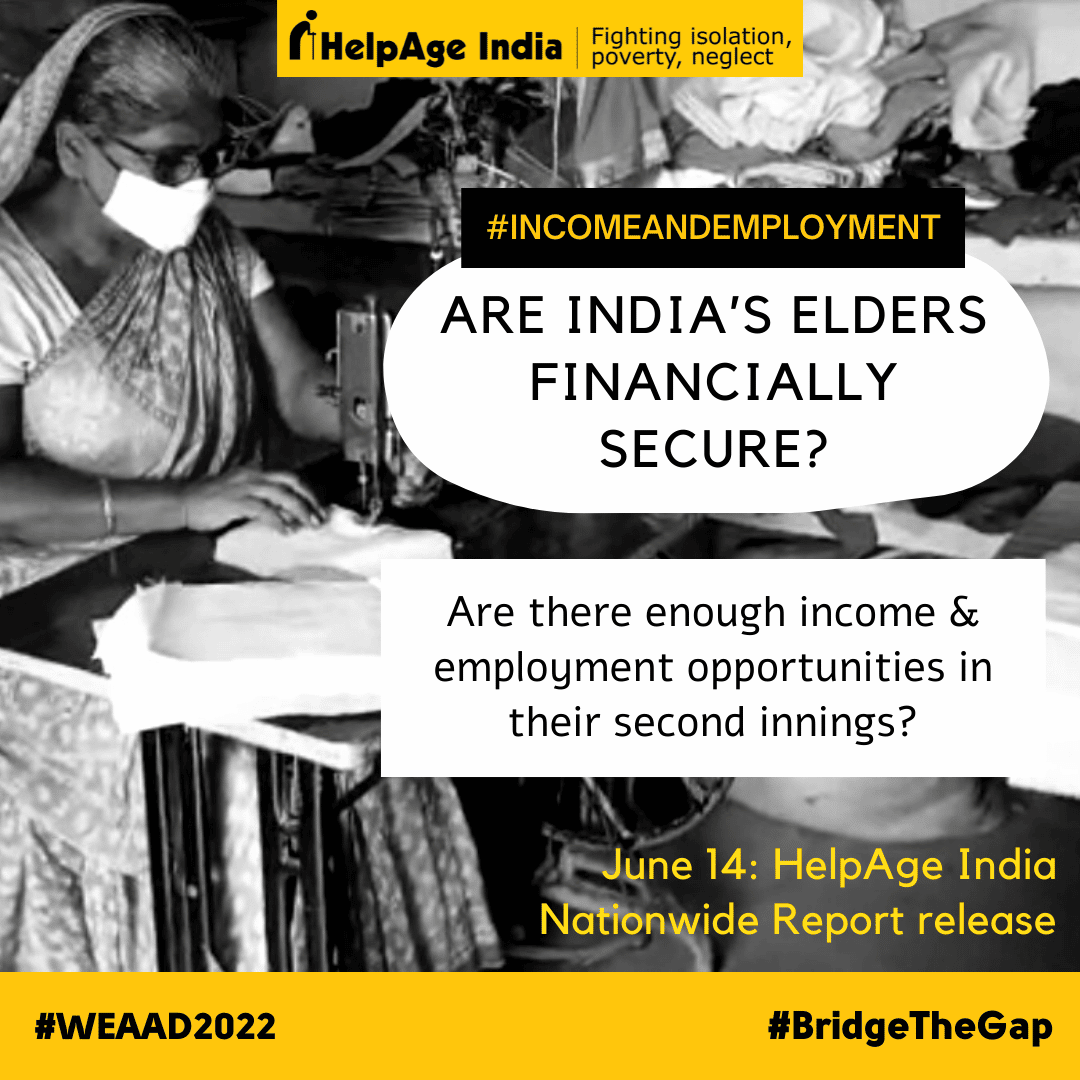 HelpAge India
Fighting isolation,
poverty, neglect
#INCOMEANDEMPLOYMENT
ARE INDIA'S ELDERS
FINANCIALLY
SECURE?
Are there enough income &
employment opportunities in
their second innings?
June 14: HelpAge India
Nationwide Report release
#WEAAD2022
#BridgeTheGap